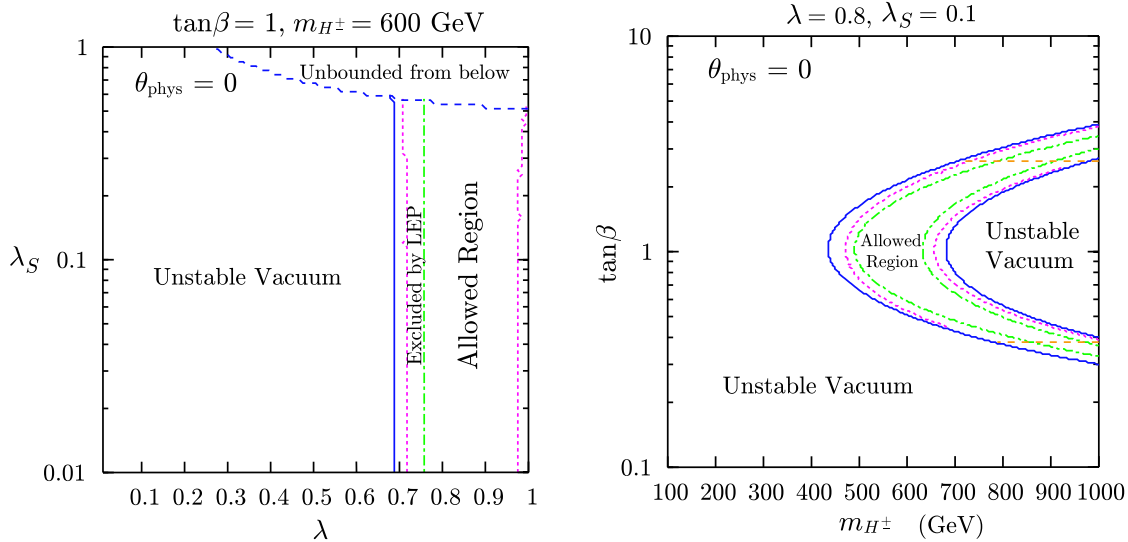 tanβ = 1, m_{H^±} = 600 GeV
1
θ_phys = 0
Unbounded from below
Unstable Vacuum
Excluded by LEP
Allowed Region
λ_S
0.1
0.01
0.1 0.2 0.3 0.4 0.5 0.6 0.7 0.8 0.9 1
λ
λ = 0.8, λ_S = 0.1
10
θ_phys = 0
tanβ
1
Allowed
Region
Unstable
Vacuum
Unstable Vacuum
0.1
100 200 300 400 500 600 700 800 900 1000
m_{H^±} (GeV)